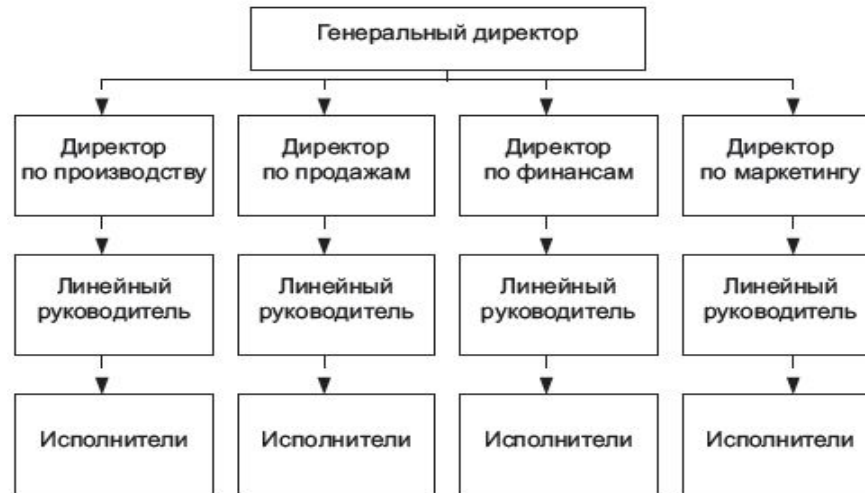 Генеральный директор
Директор
по производству
Директор
по продажам
Директор
по финансам
Директор
по маркетингу
Линейный
руководитель
Линейный
руководитель
Линейный
руководитель
Линейный
руководитель
Исполнители
Исполнители
Исполнители
Исполнители